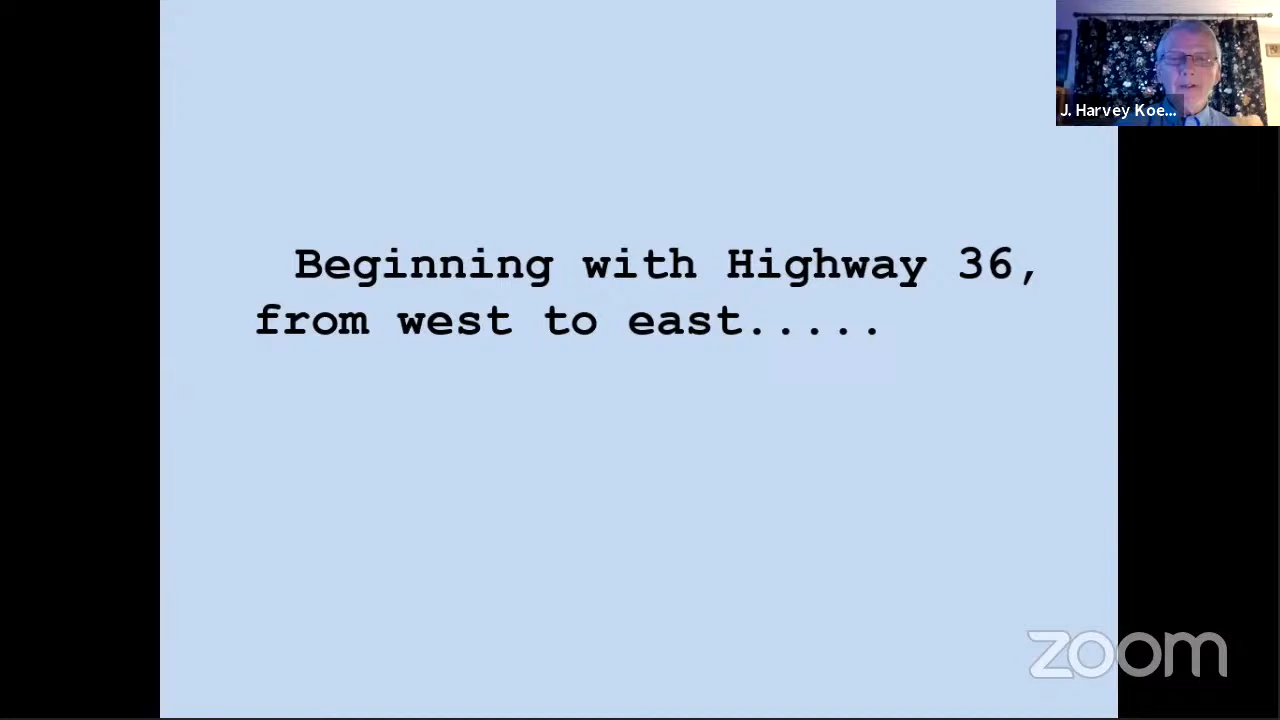 J. Harvey Koe...
Beginning with Highway 36,
from west to east.....
zoom